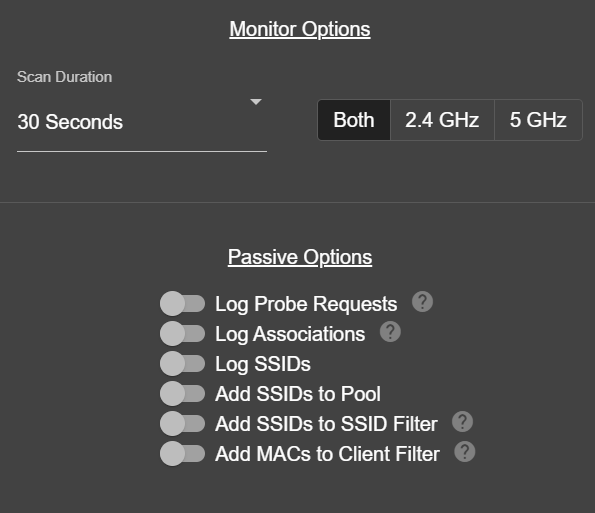 Monitor Options
Scan Duration
30 Seconds
Both 2.4 GHz 5 GHz
Passive Options
Log Probe Requests ?
Log Associations ?
Log SSIDs
Add SSIDs to Pool
Add SSIDs to SSID Filter ?
Add MACs to Client Filter ?